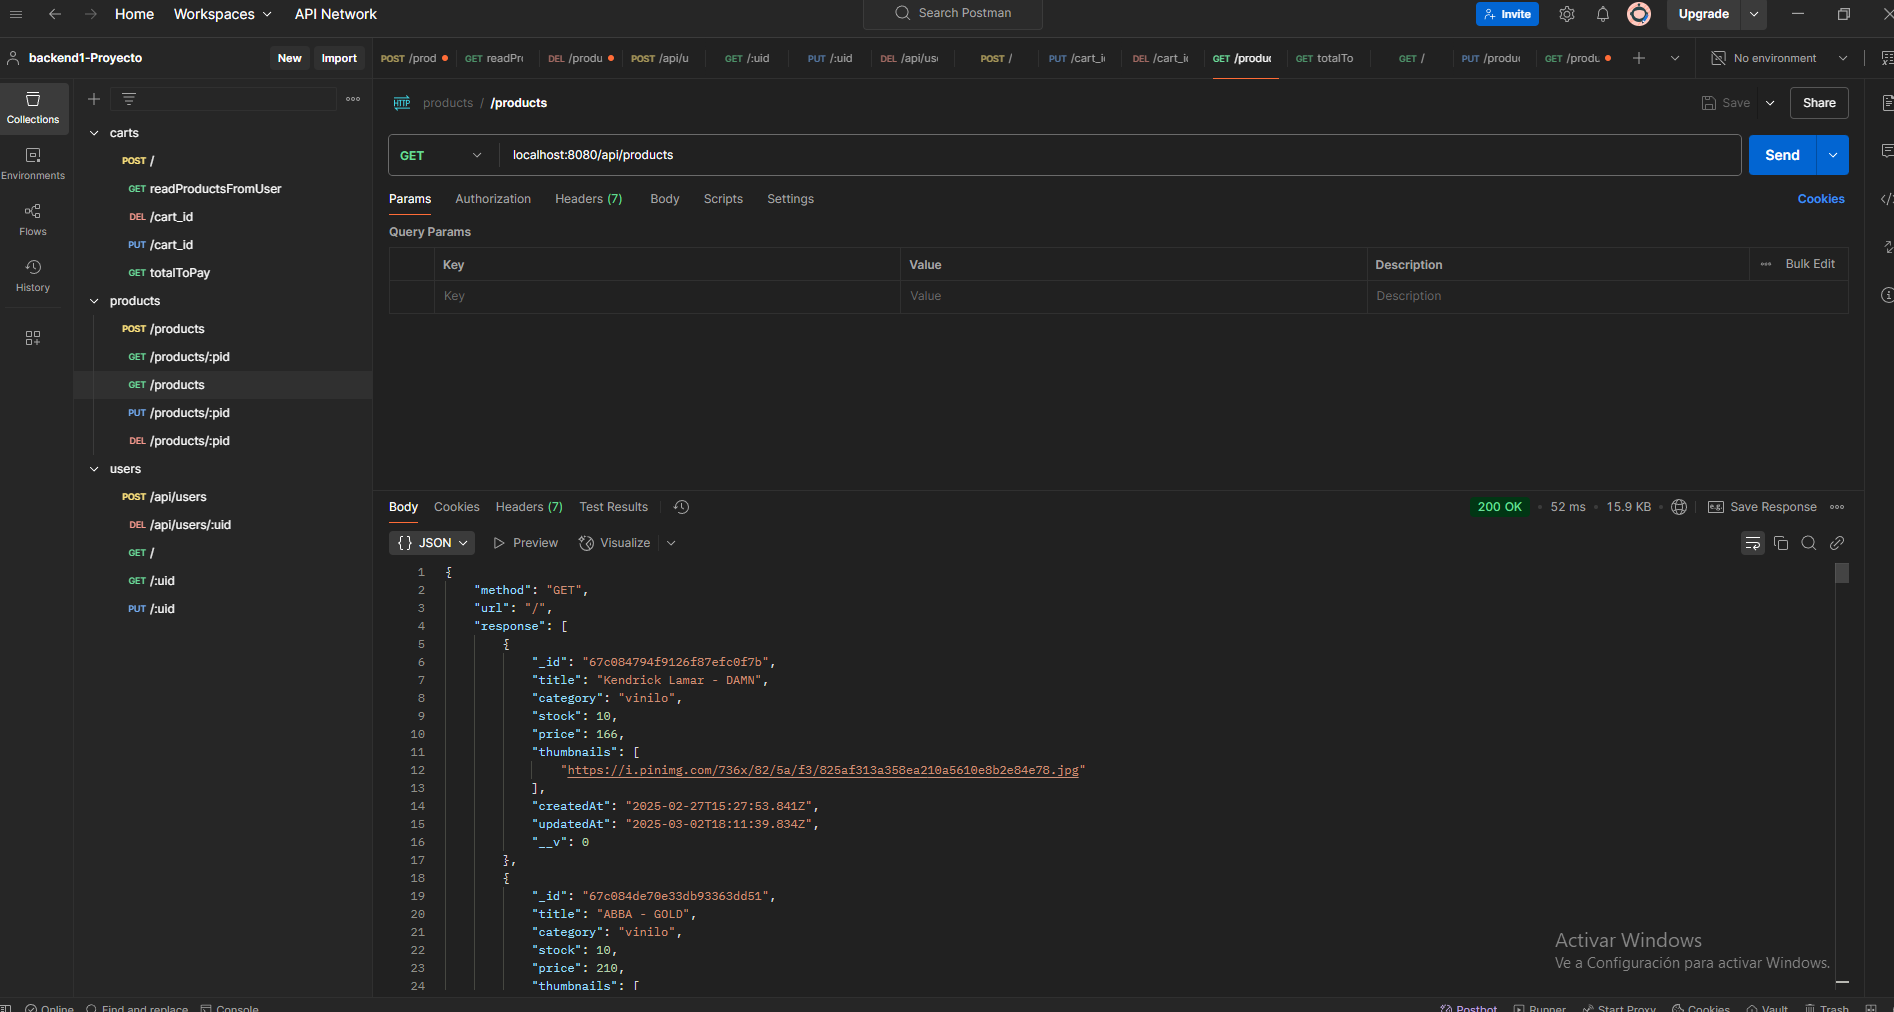 Home Workspaces API Network Search Postman Invite Upgrade
backend1-Proyecto New Import
POST /prod GET readPr DEL /produ POST /api/u GET /:uid PUT /:uid DEL /api/us POST / PUT /cart_i DEL /cart_i GET /produ GET totalTo GET / PUT /produ GET /produ No environment
Collections
Environments
Flows
History
carts
POST /
GET readProductsFromUser
DEL /cart_id
PUT /cart_id
GET totalToPay
products
POST /products
GET /products/:pid
GET /products
PUT /products/:pid
DEL /products/:pid
users
POST /api/users
DEL /api/users/:uid
GET /
GET /:uid
PUT /:uid
HTTP products / /products Save Share
GET localhost:8080/api/products Send
Params Authorization Headers (7) Body Scripts Settings Cookies
Query Params
Key Value Description Bulk Edit
Key Value Description
Body Cookies Headers (7) Test Results 200 OK 52 ms 15.9 KB e.g. Save Response
{} JSON Preview Visualize
1 {
2 "method": "GET",
3 "url": "/",
4 "response": [
5 {
6 "_id": "67c084794f9126f87efc0f7b",
7 "title": "Kendrick Lamar - DAMN",
8 "category": "vinilo",
9 "stock": 10,
10 "price": 166,
11 "thumbnails": [
12 "https://i.pinimg.com/736x/82/5a/f3/825af313a358ea210a5610e8b2e84e78.jpg"
13 ],
14 "createdAt": "2025-02-27T15:27:53.841Z",
15 "updatedAt": "2025-03-02T18:11:39.834Z",
16 "__v": 0
17 },
18 {
19 "_id": "67c084de70e33db93363dd51",
20 "title": "ABBA - GOLD",
21 "category": "vinilo",
22 "stock": 10,
23 "price": 210,
24 "thumbnails": [
Activar Windows
Ve a Configuración para activar Windows.
Online Find and replace Console Postbot Runner Start Proxy Cookies Vault Trash